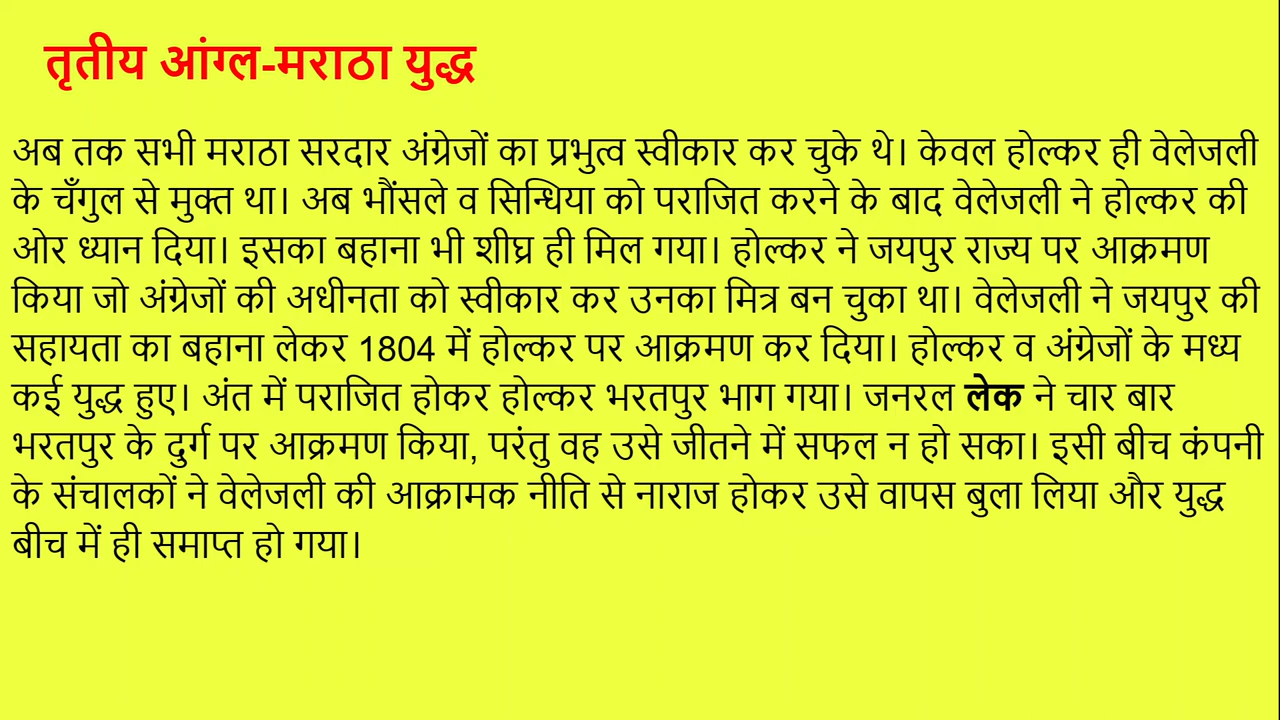 तृतीय आंग्ल-मराठा युद्ध
अब तक सभी मराठा सरदार अंग्रेजों का प्रभुत्व स्वीकार कर चुके थे। केवल होल्कर ही वेलेजली
के चँगुल से मुक्त था। अब भौंसले व सिन्धिया को पराजित करने के बाद वेलेजली ने होल्कर की
ओर ध्यान दिया। इसका बहाना भी शीघ्र ही मिल गया। होल्कर ने जयपुर राज्य पर आक्रमण
किया जो अंग्रेजों की अधीनता को स्वीकार कर उनका मित्र बन चुका था। वेलेजली ने जयपुर की
सहायता का बहाना लेकर 1804 में होल्कर पर आक्रमण कर दिया। होल्कर व अंग्रेजों के मध्य
कई युद्ध हुए। अंत में पराजित होकर होल्कर भरतपुर भाग गया। जनरल लेक ने चार बार
भरतपुर के दुर्ग पर आक्रमण किया, परंतु वह उसे जीतने में सफल न हो सका। इसी बीच कंपनी
के संचालकों ने वेलेजली की आक्रामक नीति से नाराज होकर उसे वापस बुला लिया और युद्ध
बीच में ही समाप्त हो गया।